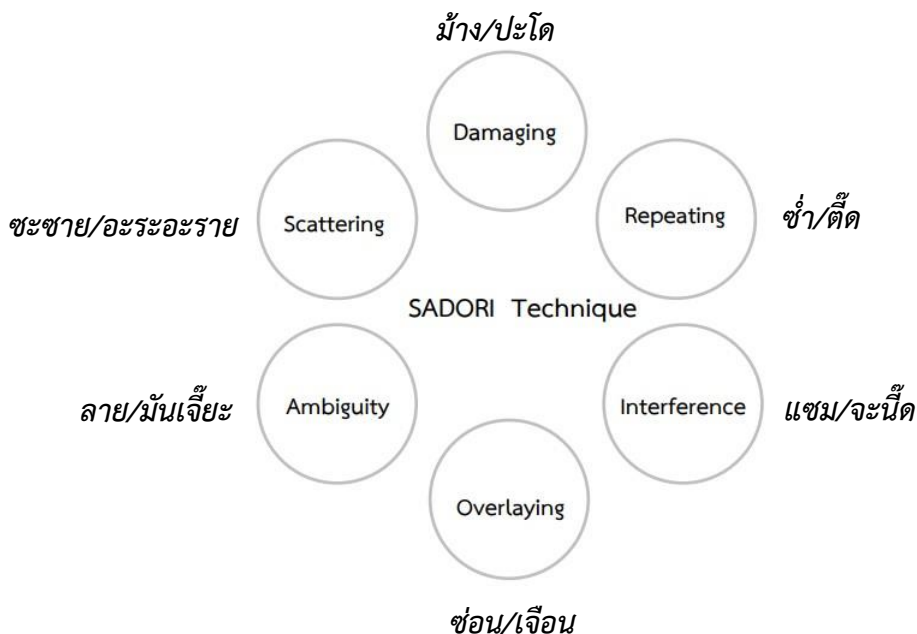 ม้าง/ปะโด
Damaging
ซะซาย/อะระอะราย
Scattering
Repeating
ซ่ำ/ตี๊ด
SADORI Technique
ลาย/มันเจี๊ยะ
Ambiguity
Interference
แซม/จะนี๊ด
Overlaying
ซ่อน/เจือน